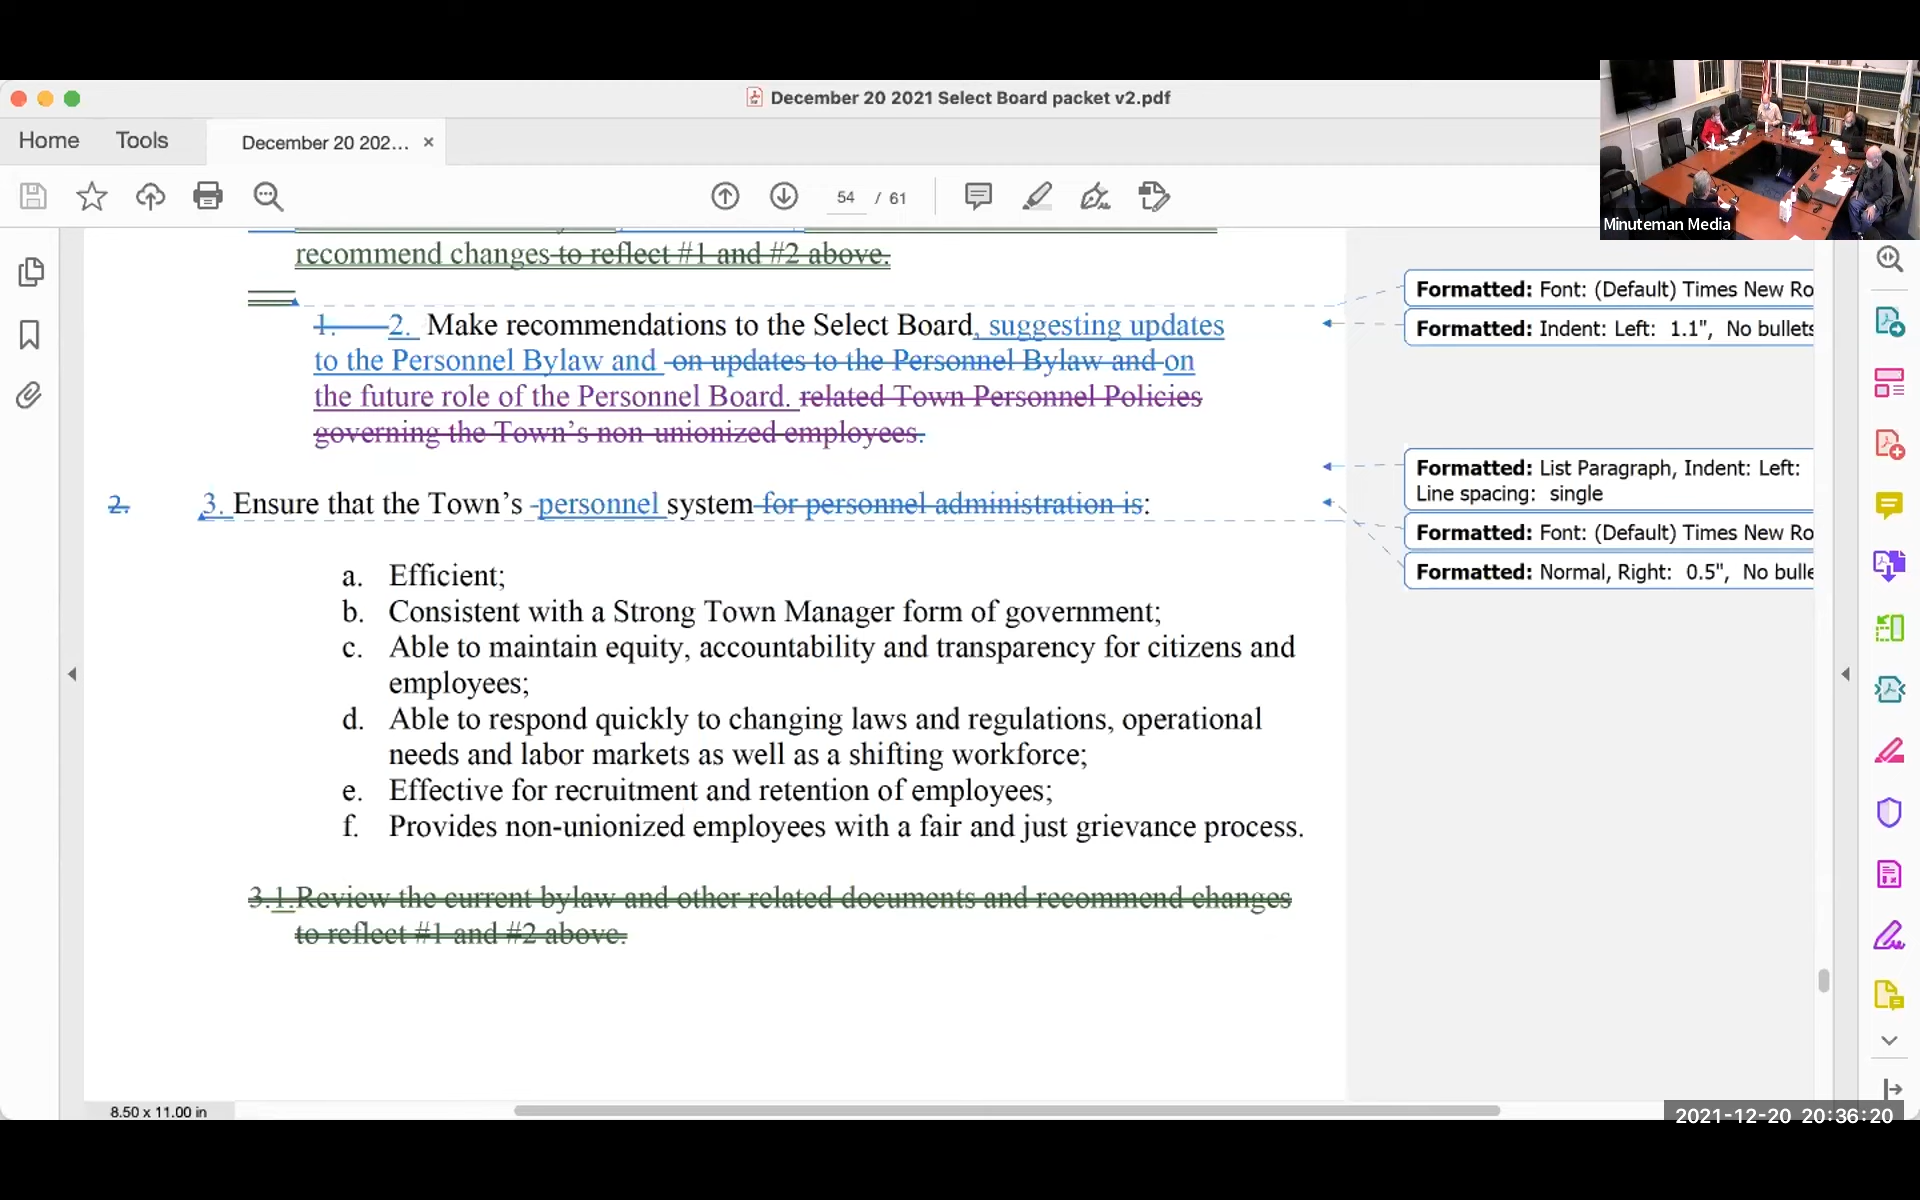 December 20 2021 Select Board packet v2.pdf
Home Tools December 20 202... ×
54 / 61
Minuteman Media
recommend changes to reflect #1 and #2 above.
1. 2. Make recommendations to the Select Board, suggesting updates
to the Personnel Bylaw and on updates to the Personnel Bylaw and on
the future role of the Personnel Board. related Town Personnel Policies
governing the Town's non-unionized employees.
2. 3. Ensure that the Town's personnel system for personnel administration is:
a. Efficient;
b. Consistent with a Strong Town Manager form of government;
c. Able to maintain equity, accountability and transparency for citizens and
employees;
d. Able to respond quickly to changing laws and regulations, operational
needs and labor markets as well as a shifting workforce;
e. Effective for recruitment and retention of employees;
f. Provides non-unionized employees with a fair and just grievance process.
3.1.Review the current bylaw and other related documents and recommend changes
to reflect #1 and #2 above.
Formatted: Font: (Default) Times New Ro
Formatted: Indent: Left: 1.1", No bullets
Formatted: List Paragraph, Indent: Left:
Line spacing: single
Formatted: Font: (Default) Times New Ro
Formatted: Normal, Right: 0.5", No bulle
8.50 x 11.00 in
2021-12-20 20:36:20